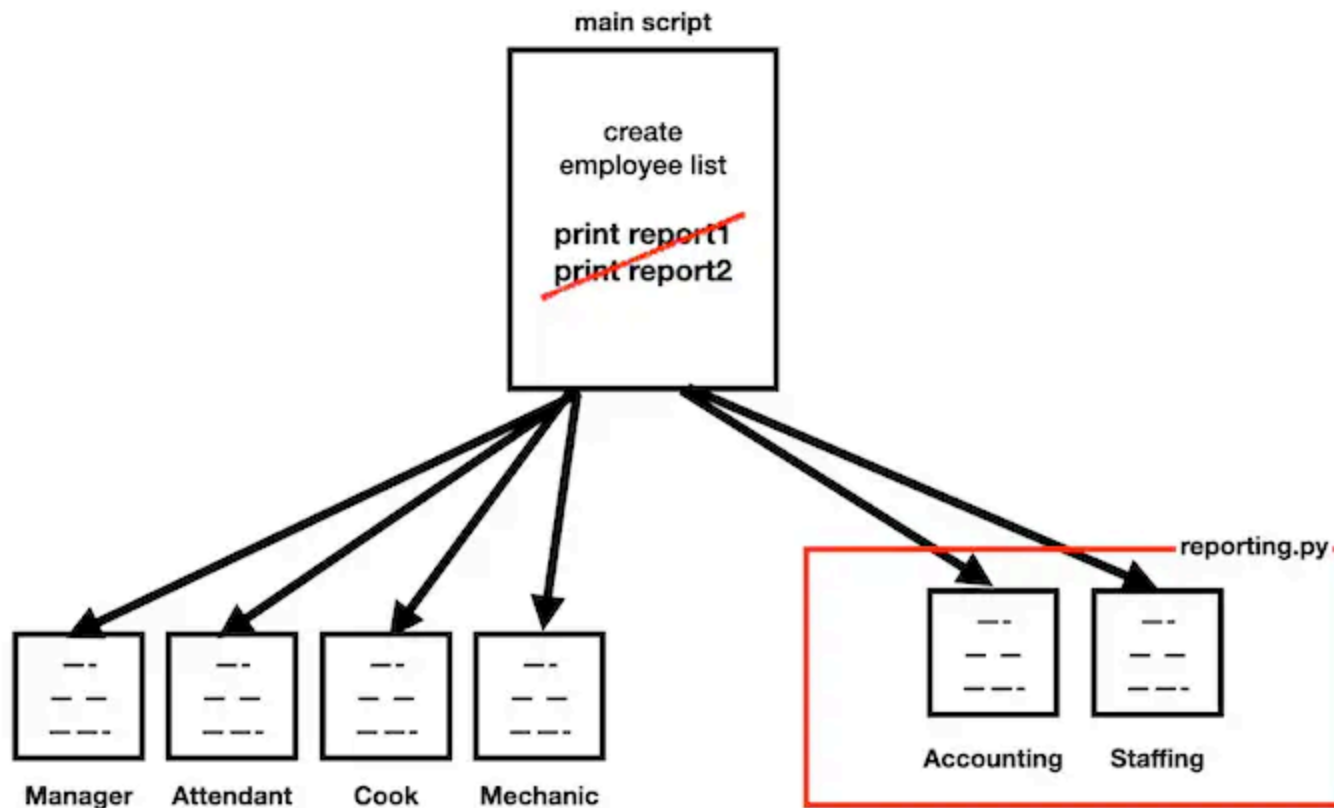 main script
create
employee list
print report1
print report2
reporting.py
Accounting
Staffing
Manager
Attendant
Cook
Mechanic